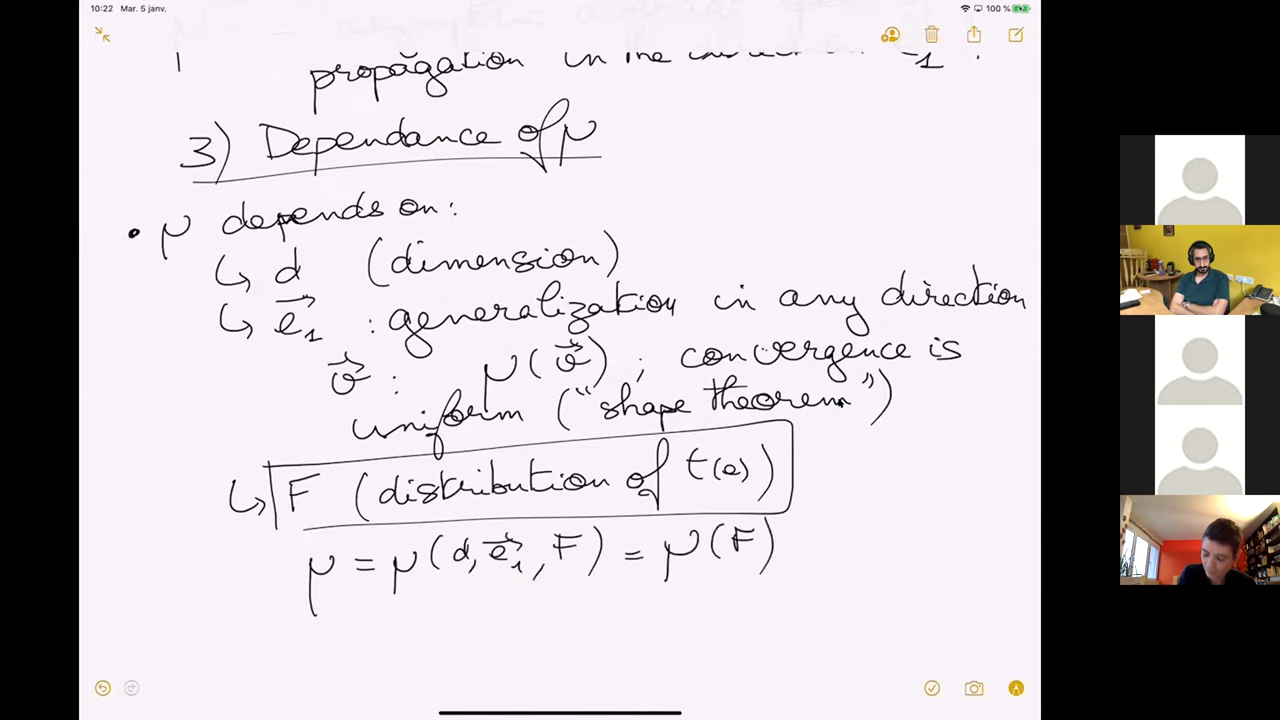 10:22 Mar. 5 janv. 100 %
propagation in the
3) Dependance of μ
• μ depends on:
↳ d (dimension)
↳ e⃗₁ : generalization in any direction
v⃗ : μ(v⃗) ; convergence is
uniform ("shape theorem")
↳ F (distribution of t(e))
μ = μ(d, e⃗₁, F) = μ(F)